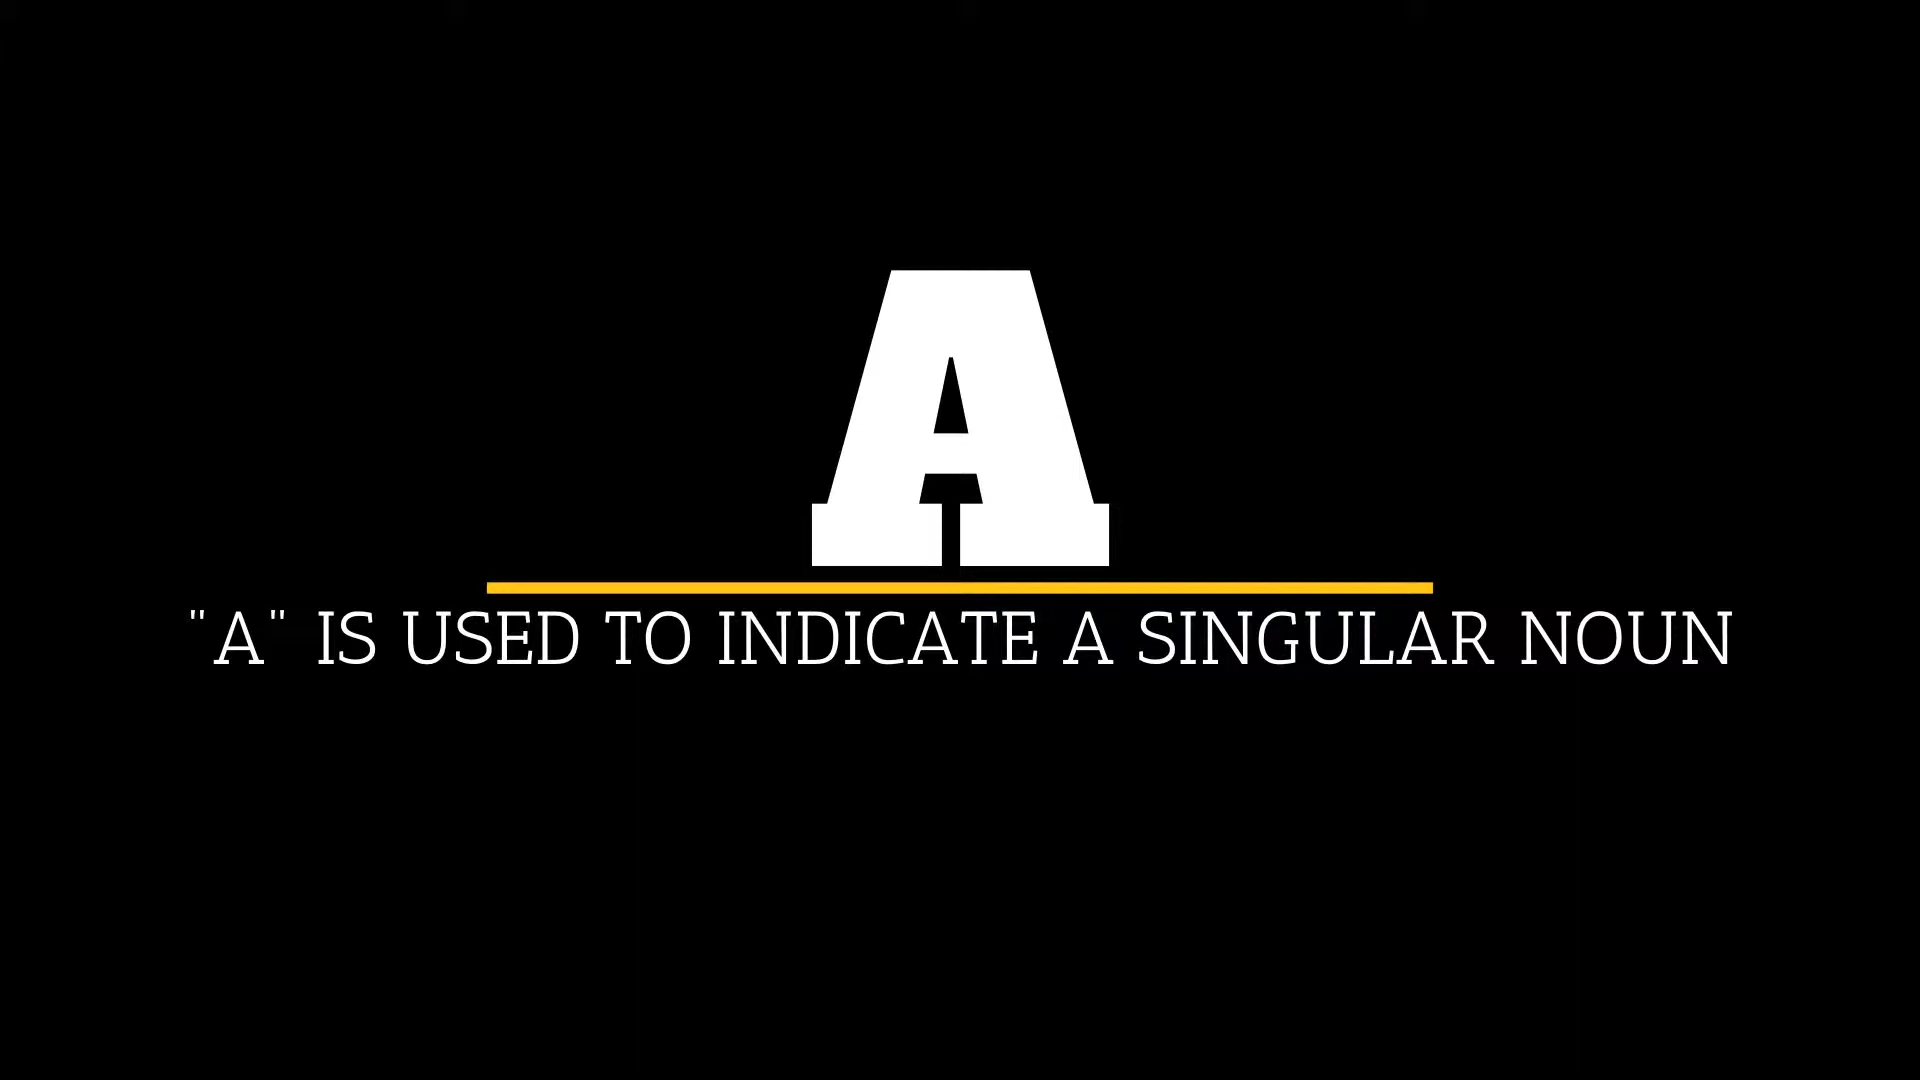 A
"A" IS USED TO INDICATE A SINGULAR NOUN